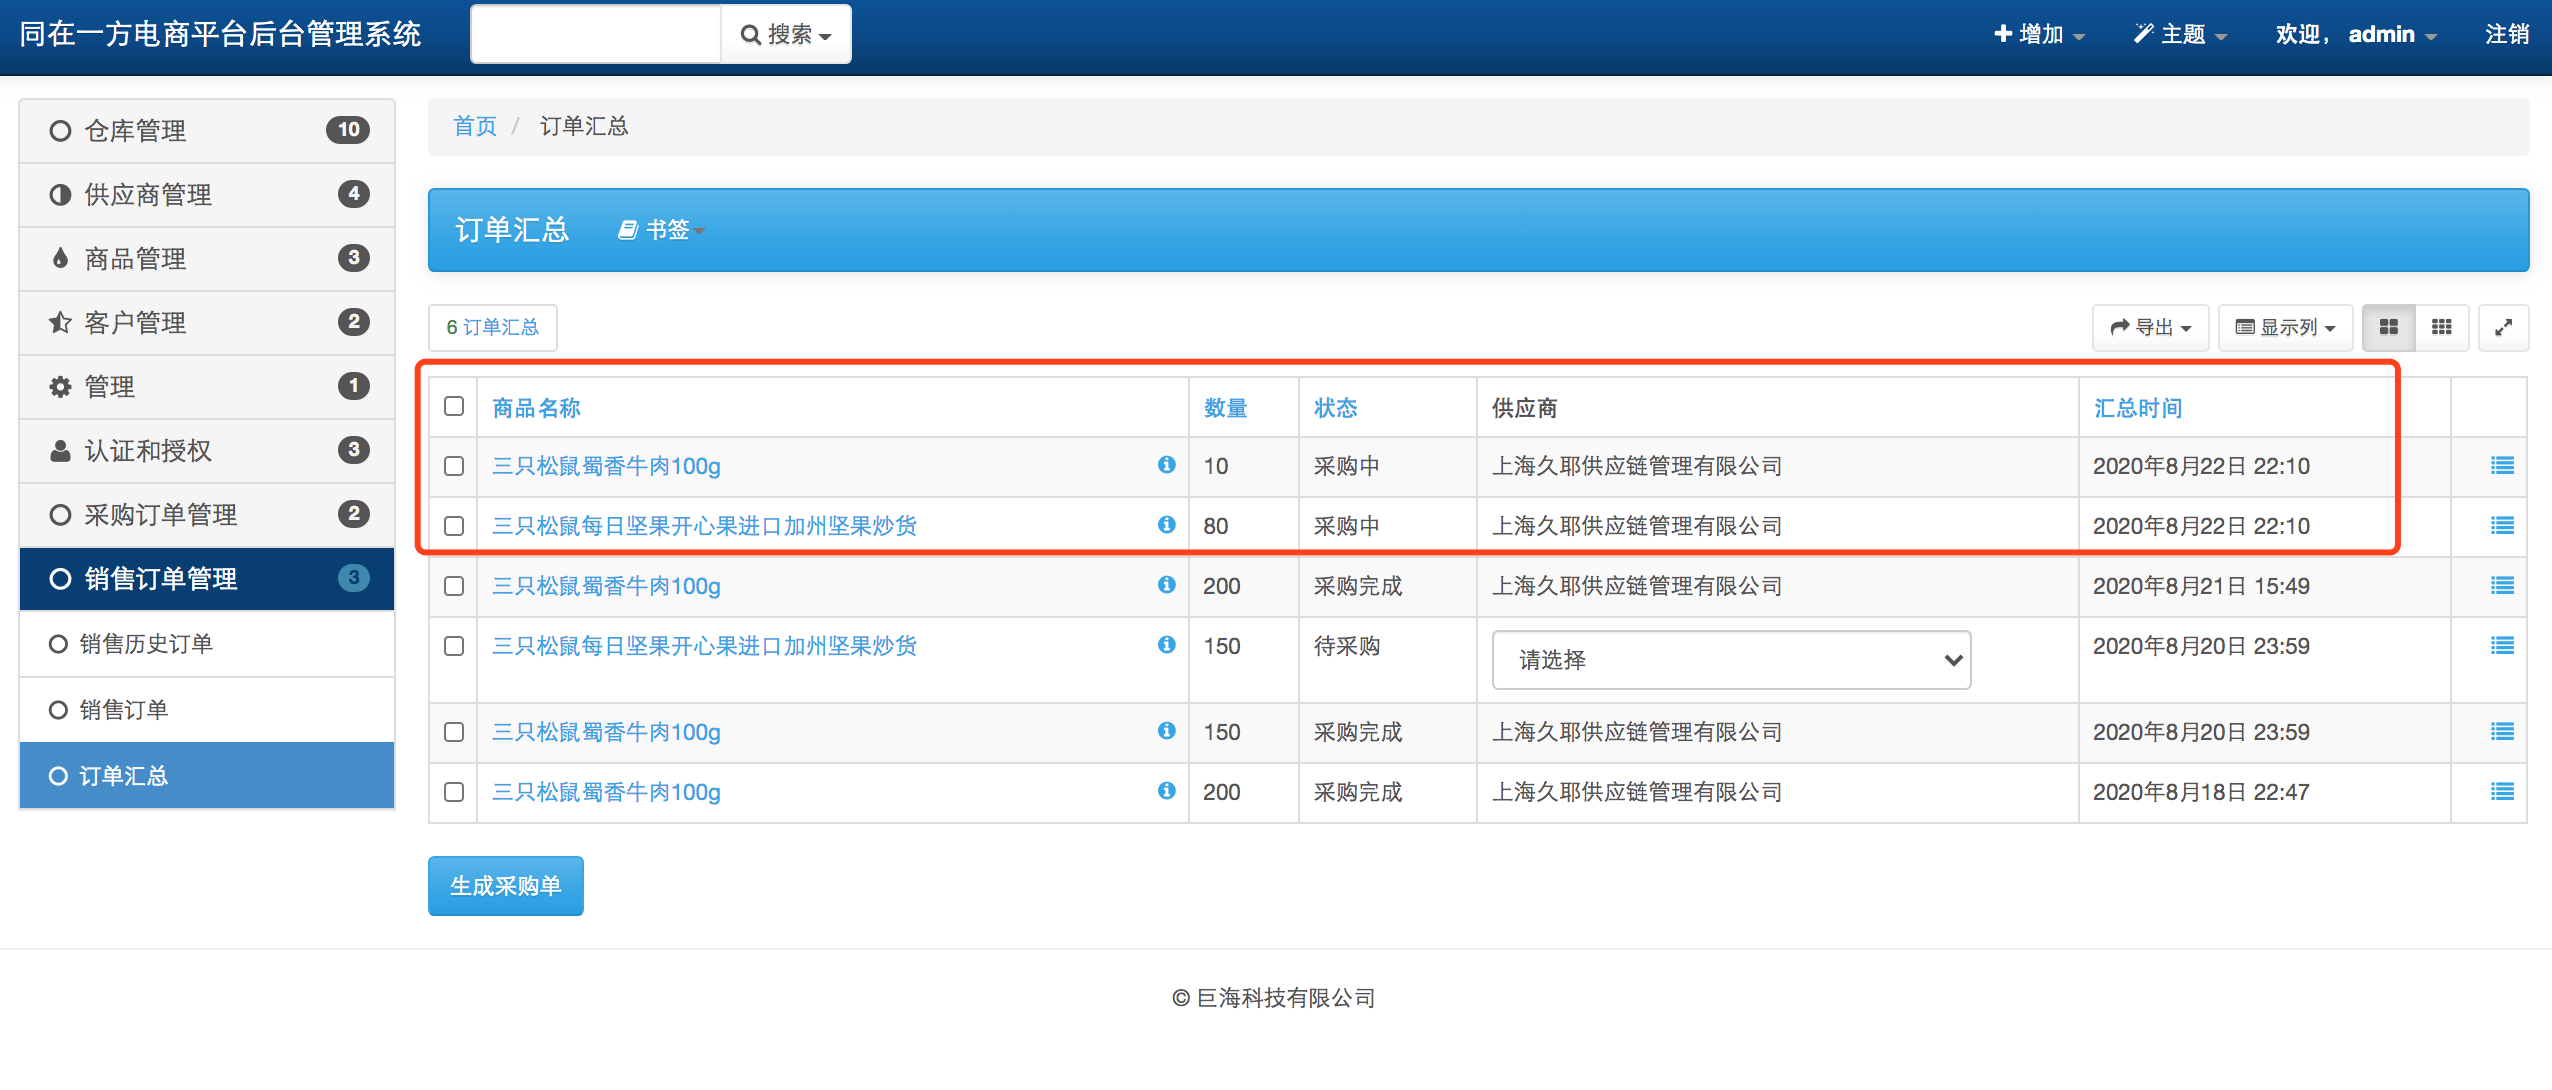 同在一方电商平台后台管理系统 搜索 增加 主题 欢迎， admin 注销
仓库管理 10
供应商管理 4
商品管理 3
客户管理 2
管理 1
认证和授权 3
采购订单管理 2
销售订单管理 3
销售历史订单
销售订单
订单汇总
首页 / 订单汇总
订单汇总 书签
6 订单汇总 导出 显示列
商品名称 数量 状态 供应商 汇总时间
三只松鼠蜀香牛肉100g 10 采购中 上海久耶供应链管理有限公司 2020年8月22日 22:10
三只松鼠每日坚果开心果进口加州坚果炒货 80 采购中 上海久耶供应链管理有限公司 2020年8月22日 22:10
三只松鼠蜀香牛肉100g 200 采购完成 上海久耶供应链管理有限公司 2020年8月21日 15:49
三只松鼠每日坚果开心果进口加州坚果炒货 150 待采购 请选择 2020年8月20日 23:59
三只松鼠蜀香牛肉100g 150 采购完成 上海久耶供应链管理有限公司 2020年8月20日 23:59
三只松鼠蜀香牛肉100g 200 采购完成 上海久耶供应链管理有限公司 2020年8月18日 22:47
生成采购单
© 巨海科技有限公司